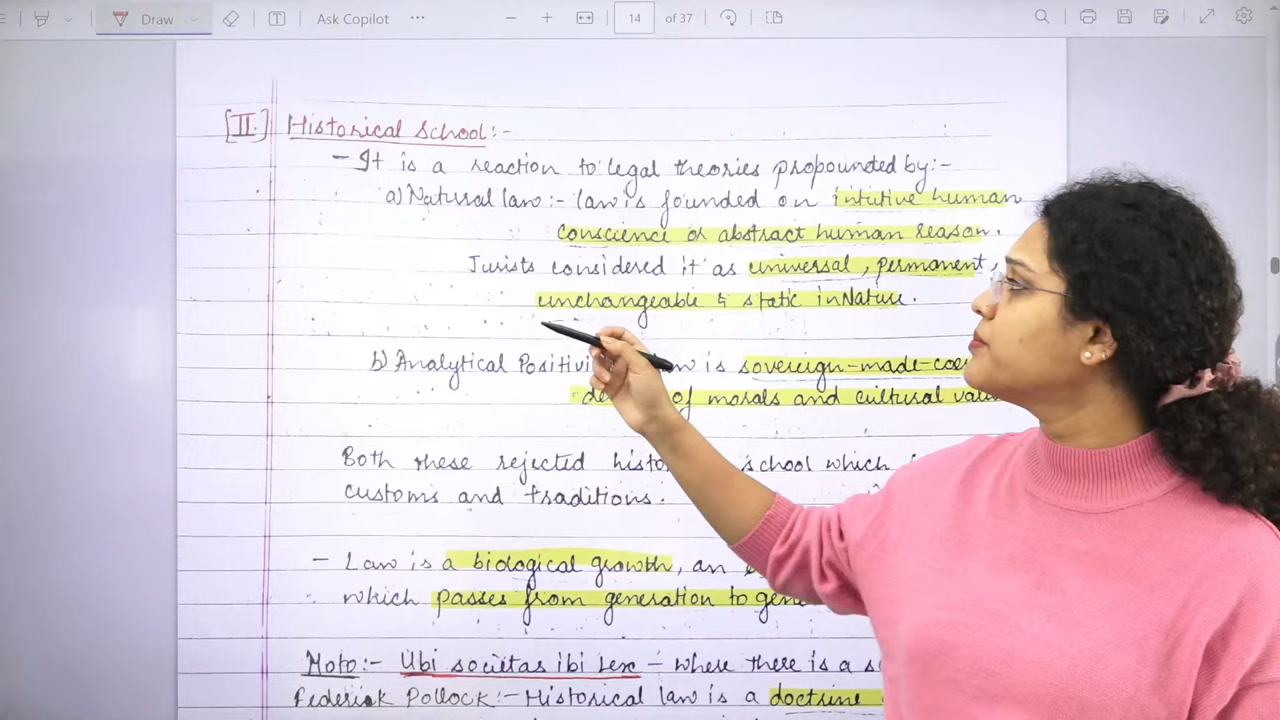 Draw
Ask Copilot
14 of 37
[II.] Historical School:-
- It is a reaction to legal theories propounded by:-
a) Natural law:- law is founded on intutive human
conscience or abstract human reason.
Jurists considered it as universal, permanent,
unchangeable & static in Nature.
b) Analytical is sovereign-made-
of morals and cultural
Both these rejected school which
customs and traditions.
- Law is a biological growth, an
which passes from generation to
Moto:- Ubi societas ibi Lex - where there is a
Federisk Pollock:- Historical law is a doctrine